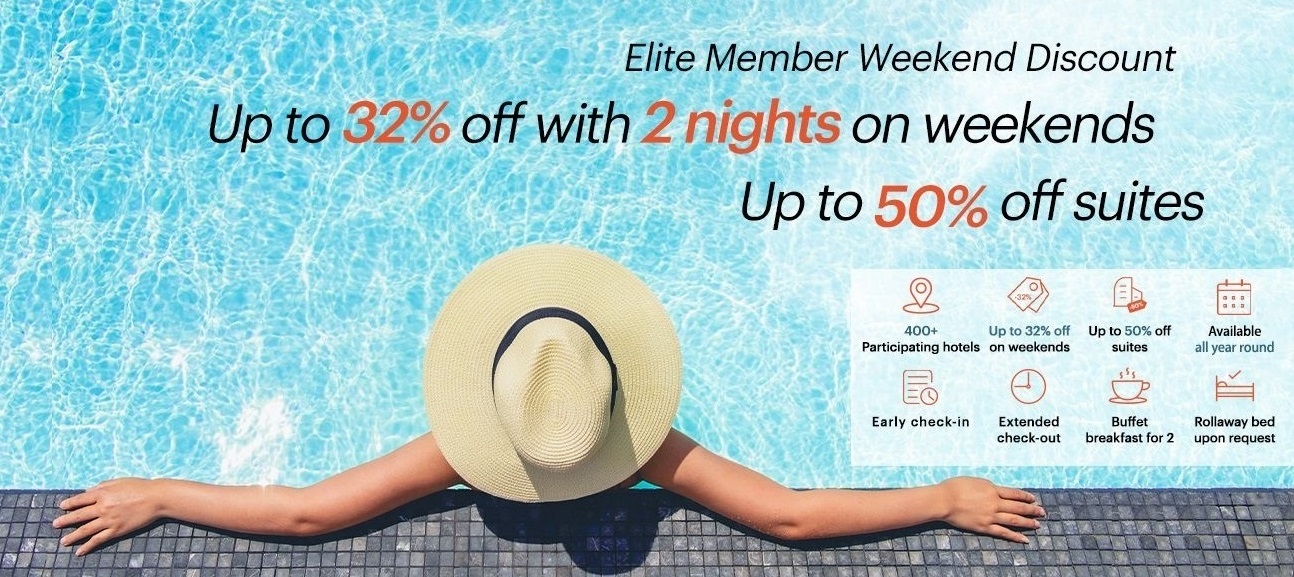 Elite Member Weekend Discount
Up to 32% off with 2 nights on weekends
Up to 50% off suites
-32%
-50%
400+
Participating hotels
Up to 32% off
on weekends
Up to 50% off
suites
Available
all year round
Early check-in
Extended
check-out
Buffet
breakfast for 2
Rollaway bed
upon request